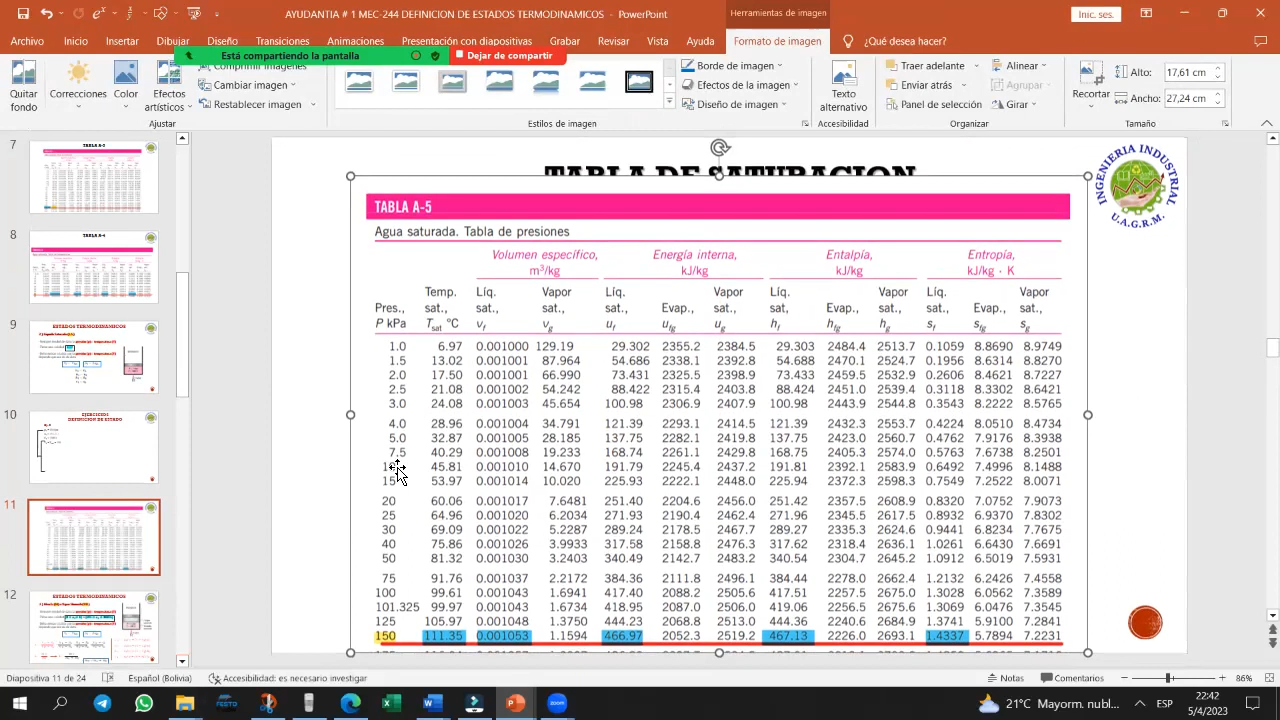 AYUDANTIA # 1 MEC-244 DEFINICION DE ESTADOS TERMODINAMICOS - PowerPoint
Herramientas de imagen
Inic. ses.
Archivo Inicio Insertar Dibujar Diseño Transiciones Animaciones Presentación con diapositivas Grabar Revisar Vista Ayuda Formato de imagen ¿Qué desea hacer?
Está compartiendo la pantalla Dejar de compartir
Quitar fondo
Correcciones
Color
Efectos artísticos
Comprimir imágenes
Cambiar imagen
Restablecer imagen
Ajustar
Estilos de imagen
Borde de imagen
Efectos de la imagen
Diseño de imagen
Texto alternativo
Accesibilidad
Traer adelante
Enviar atrás
Panel de selección
Alinear
Agrupar
Girar
Organizar
Recortar
Alto: 17,61 cm
Ancho: 27,24 cm
Tamaño
TABLA A-4
8
9
ESTADOS TERMODINAMICOS
10
11
12
ESTADOS TERMODINAMICOS
TABLA DE SATURACION
INGENIERIA INDUSTRIAL
U.A.G.R.M.
TABLA A-5
Agua saturada. Tabla de presiones
Volumen específico, Energía interna, Entalpía, Entropía,
m³/kg kJ/kg kJ/kg kJ/kg · K
Temp. Líq. Vapor Líq. Vapor Líq. Vapor Líq. Vapor
Pres., sat., sat., sat., sat., Evap., sat., sat, Evap., sat., sat., Evap., sat.,
P kPa Tsat °C vf vg uf ufg ug hf hfg hg sf sfg sg
1.0 6.97 0.001000 129.19 29.302 2355.2 2384.5 29.303 2484.4 2513.7 0.1059 8.8690 8.9749
1.5 13.02 0.001001 87.964 54.686 2338.1 2392.8 54.688 2470.1 2524.7 0.1956 8.6314 8.8270
2.0 17.50 0.001001 66.990 73.431 2325.5 2398.9 73.433 2459.5 2532.9 0.2606 8.4621 8.7227
2.5 21.08 0.001002 54.242 88.422 2315.4 2403.8 88.424 2451.0 2539.4 0.3118 8.3302 8.6421
3.0 24.08 0.001003 45.654 100.98 2306.9 2407.9 100.98 2443.9 2544.8 0.3543 8.2222 8.5765
4.0 28.96 0.001004 34.791 121.39 2293.1 2414.5 121.39 2432.3 2553.7 0.4224 8.0510 8.4734
5.0 32.87 0.001005 28.185 137.75 2282.1 2419.8 137.75 2423.0 2560.7 0.4762 7.9176 8.3938
7.5 40.29 0.001008 19.233 168.74 2261.1 2429.8 168.75 2405.3 2574.0 0.5763 7.6738 8.2501
45.81 0.001010 14.670 191.79 2245.4 2437.2 191.81 2392.1 2583.9 0.6492 7.4996 8.1488
15 53.97 0.001014 10.020 225.93 2222.1 2448.0 225.94 2372.3 2598.3 0.7549 7.2522 8.0071
20 60.06 0.001017 7.6481 251.40 2204.6 2456.0 251.42 2357.5 2608.9 0.8320 7.0752 7.9073
25 64.96 0.001020 6.2034 271.93 2190.4 2462.4 271.96 2345.5 2617.5 0.8932 6.9370 7.8302
30 69.09 0.001022 5.2287 289.24 2178.5 2467.7 289.27 2335.3 2624.6 0.9441 6.8234 7.7675
40 75.86 0.001026 3.9933 317.58 2158.8 2476.3 317.62 2318.4 2636.1 1.0261 6.6430 7.6691
50 81.32 0.001030 3.2403 340.49 2142.7 2483.2 340.54 2304.7 2645.2 1.0912 6.5019 7.5931
75 91.76 0.001037 2.2172 384.36 2111.8 2496.1 384.44 2278.0 2662.4 1.2132 6.2426 7.4558
100 99.61 0.001043 1.6941 417.40 2088.2 2505.6 417.51 2257.5 2675.0 1.3028 6.0562 7.3589
101.325 99.97 0.001043 1.6734 418.95 2087.0 2506.0 419.06 2256.5 2675.6 1.3069 6.0476 7.3545
125 105.97 0.001048 1.3750 444.23 2068.8 2513.0 444.36 2240.6 2684.9 1.3741 5.9100 7.2841
150 111.35 0.001053 1.1594 466.97 2052.3 2519.2 467.13 2226.0 2693.1 1.4337 5.7894 7.2231
Diapositiva 11 de 24 Español (Bolivia) Accesibilidad: es necesario investigar Notas Comentarios 86%
FESTO
zoom
21°C Mayorm. nubl... ESP 22:42
5/4/2023